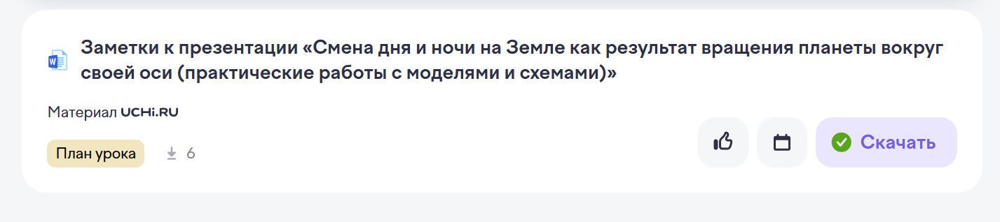 Заметки к презентации «Смена дня и ночи на Земле как результат вращения планеты вокруг
своей оси (практические работы с моделями и схемами)»
Материал UCHi.RU
План урока 6
Скачать